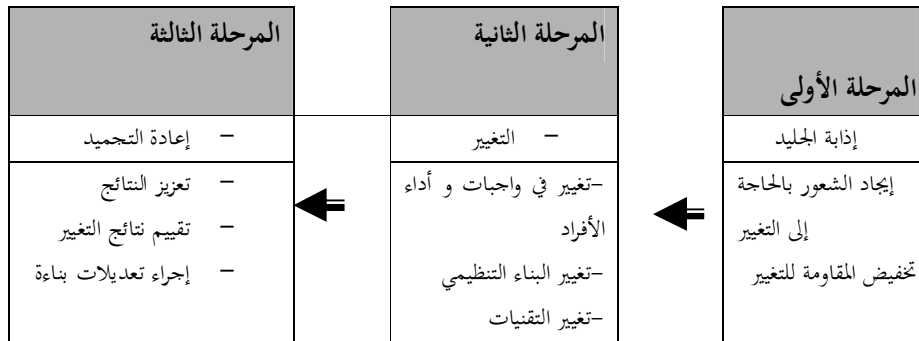 المرحلة الأولى
إذابة الجليد
إيجاد الشعور بالحاجة
إلى التغيير
تخفيض المقاومة للتغيير
المرحلة الثانية
– التغيير
–تغيير في واجبات و أداء
الأفراد
–تغيير البناء التنظيمي
–تغيير التقنيات
المرحلة الثالثة
– إعادة التجميد
– تعزيز النتائج
– تقييم نتائج التغيير
– إجراء تعديلات بناءة